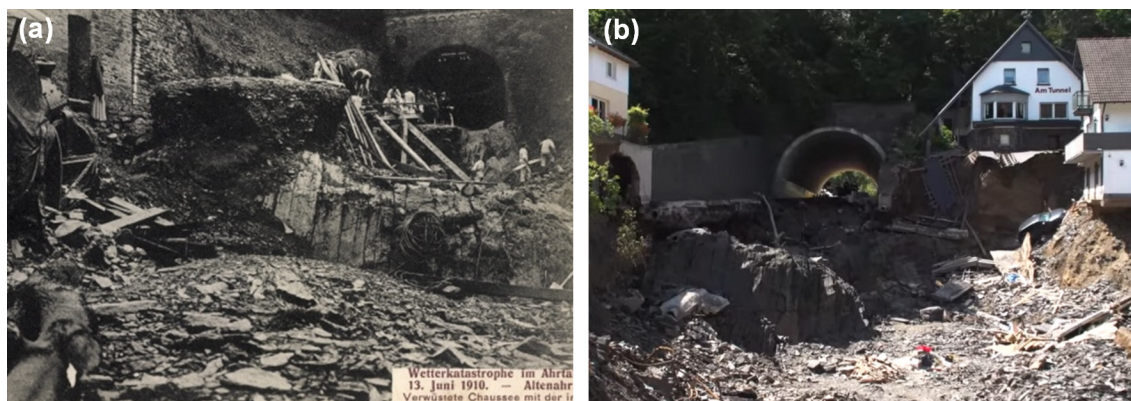 (a)
Wetterkatastrophe im Ahrta
13. Juni 1910. — Altenahr
Verwüstete Chaussee mit der i
(b)
Am Tunnel